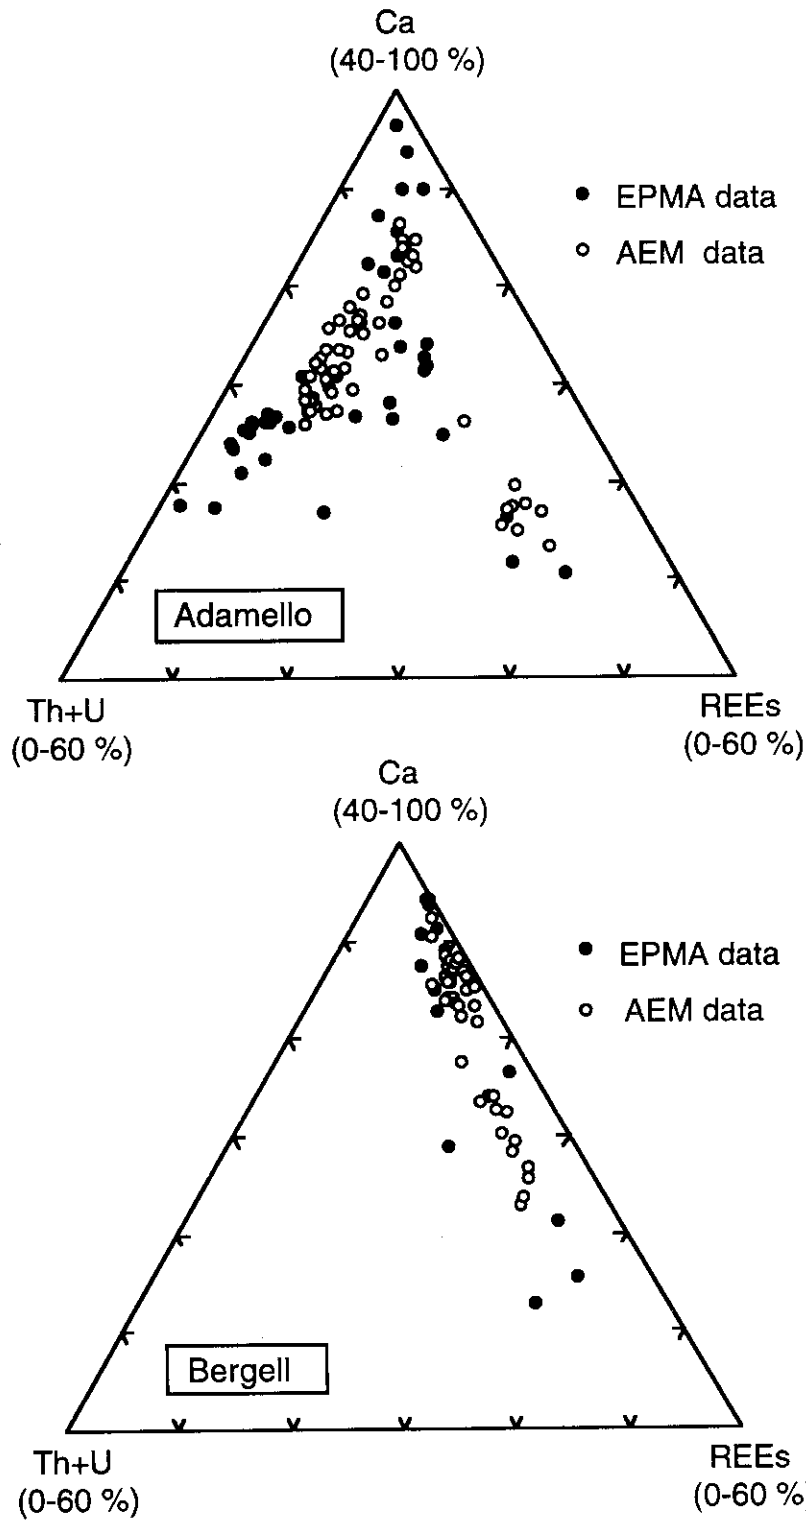 Ca
(40-100 %)
EPMA data
AEM data
Adamello
Th+U
(0-60 %)
REEs
(0-60 %)
Ca
(40-100 %)
EPMA data
AEM data
Bergell
Th+U
(0-60 %)
REEs
(0-60 %)